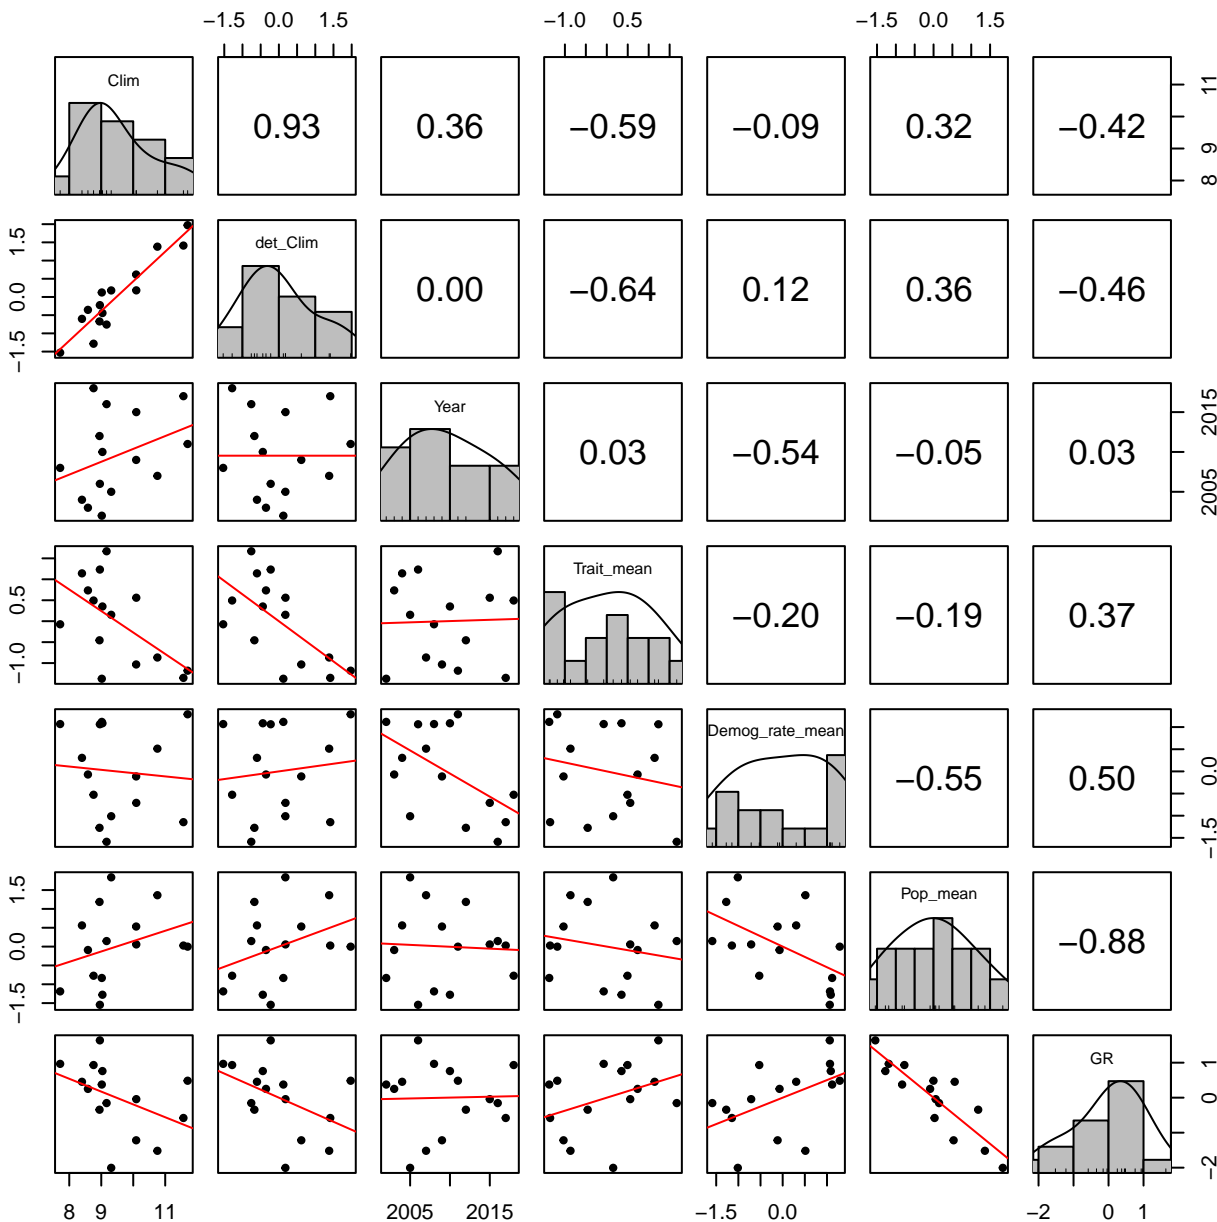 −1.5 0.0 1.5 −1.0 0.5 −1.5 0.0 1.5
Clim 0.93 0.36 −0.59 −0.09 0.32 −0.42 8 9 11
−1.5 0.0 1.5 det_Clim 0.00 −0.64 0.12 0.36 −0.46
Year 0.03 −0.54 −0.05 0.03 2005 2015
−1.0 0.5 Trait_mean −0.20 −0.19 0.37
Demog_rate_mean −0.55 0.50 −1.5 0.0
−1.5 0.0 1.5 Pop_mean −0.88
GR −2 0 1
8 9 11 2005 2015 −1.5 0.0 −2 0 1